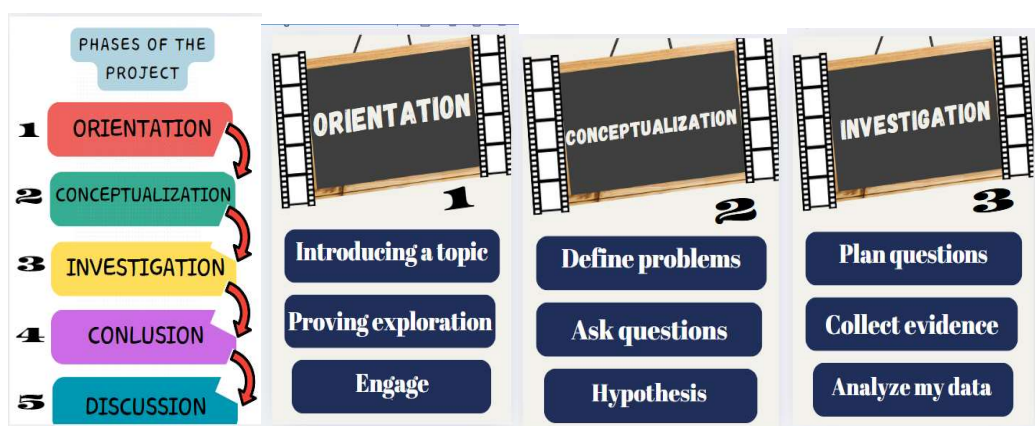 PHASES OF THE
PROJECT
1 ORIENTATION
2 CONCEPTUALIZATION
3 INVESTIGATION
4 CONLUSION
5 DISCUSSION
ORIENTATION
1
Introducing a topic
Proving exploration
Engage
CONCEPTUALIZATION
2
Define problems
Ask questions
Hypothesis
INVESTIGATION
3
Plan questions
Collect evidence
Analyze my data